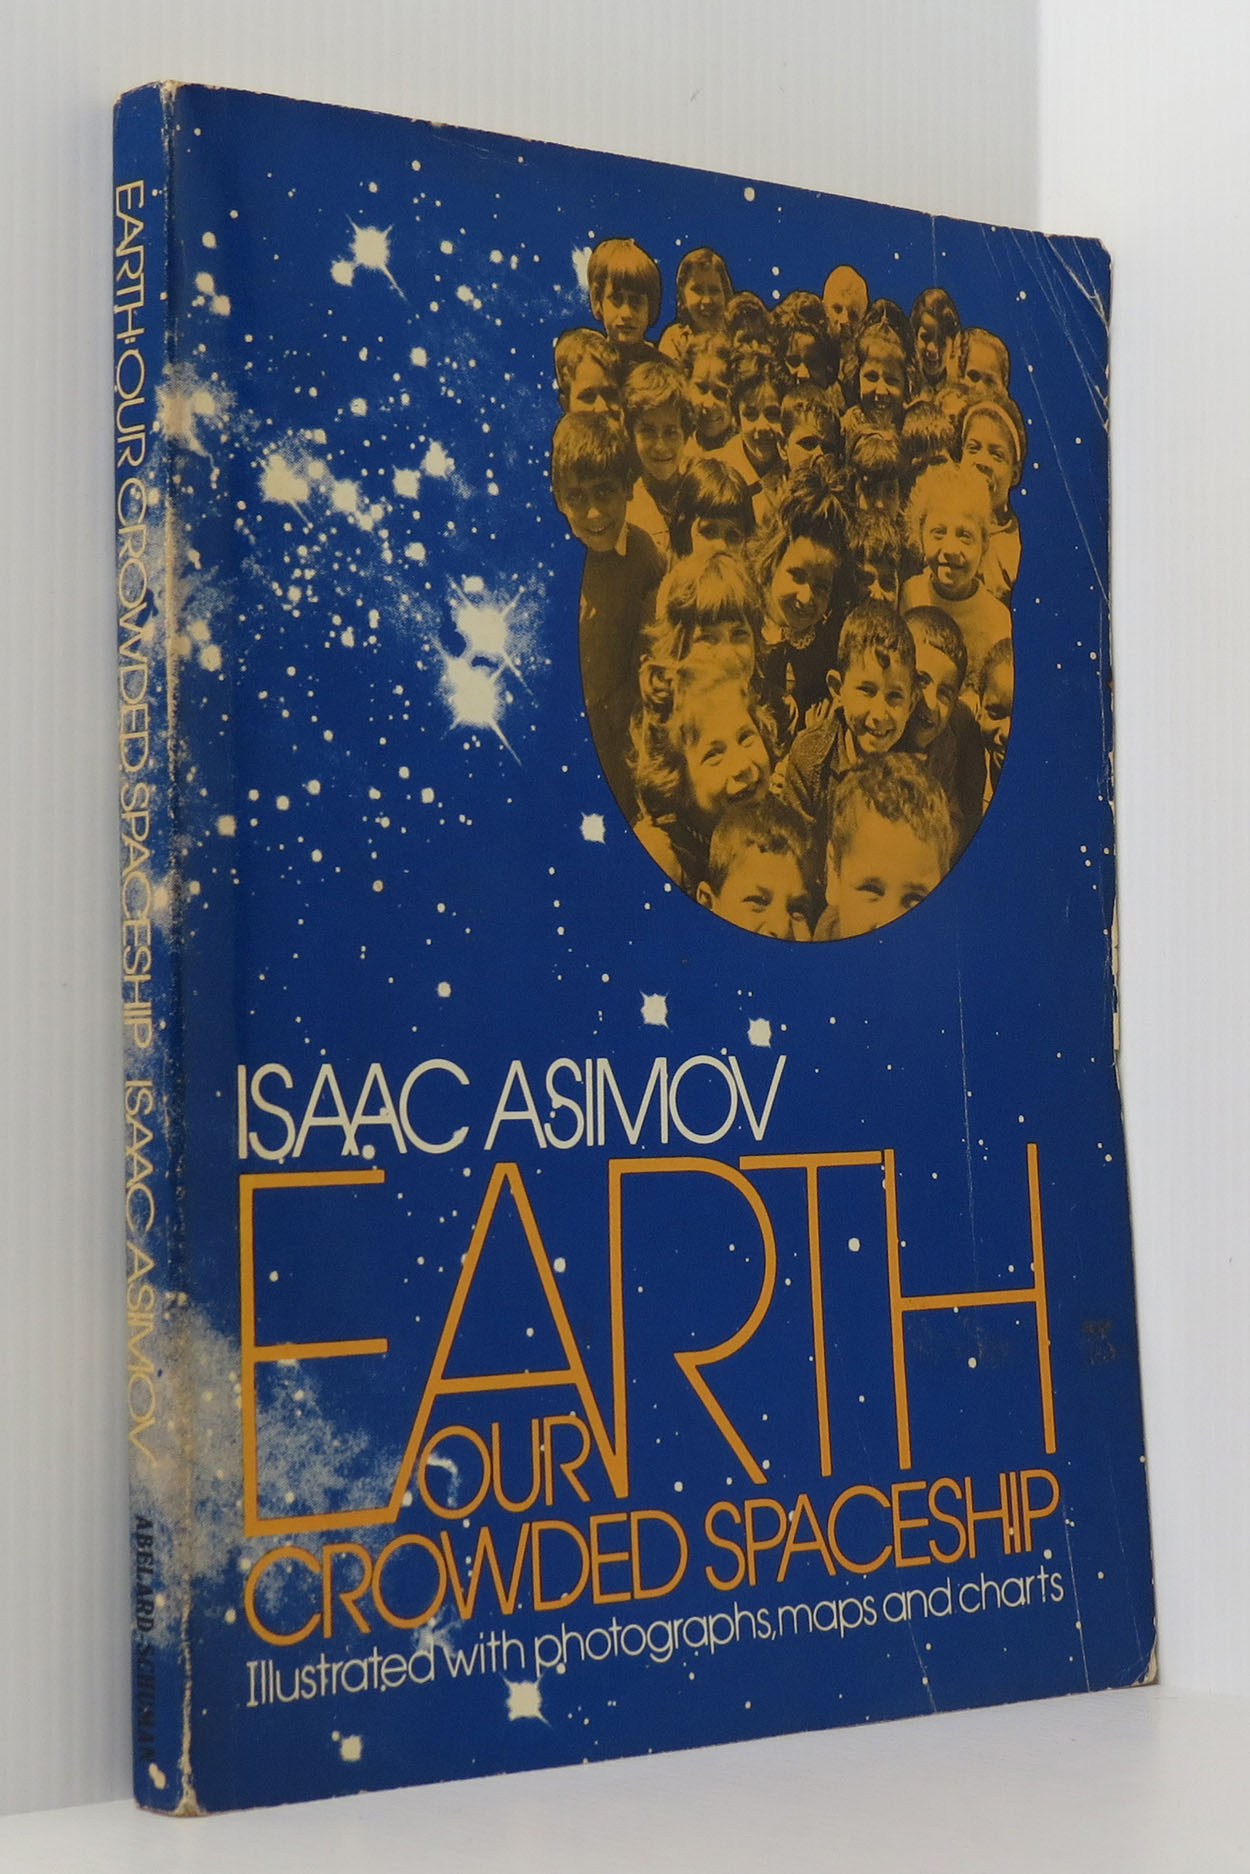 EARTH: OUR CROWDED SPACESHIP ISAAC ASIMOV
ABELARD-SCHUMAN
ISAAC ASIMOV
EARTH
OUR
CROWDED SPACESHIP
Illustrated with photographs, maps and charts